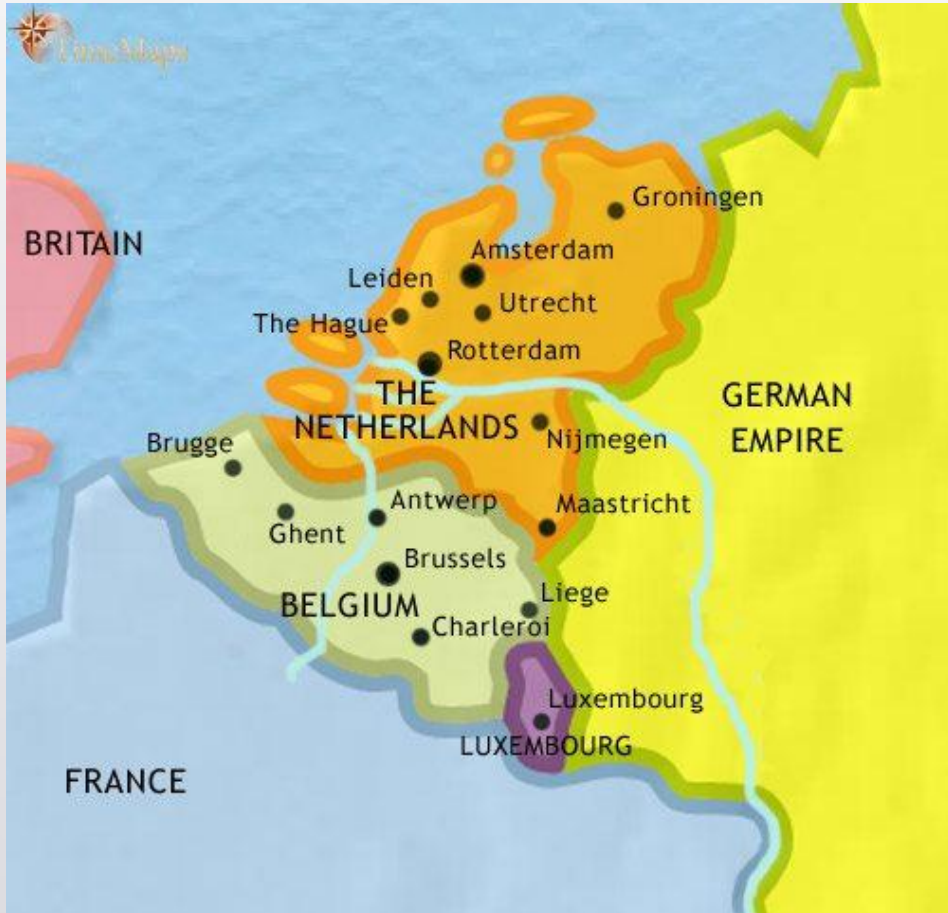 TimeMaps
Groningen
BRITAIN
Amsterdam
Leiden
Utrecht
The Hague
Rotterdam
THE
NETHERLANDS
GERMAN
EMPIRE
Brugge
Nijmegen
Antwerp
Maastricht
Ghent
Brussels
BELGIUM
Liege
Charleroi
Luxembourg
LUXEMBOURG
FRANCE